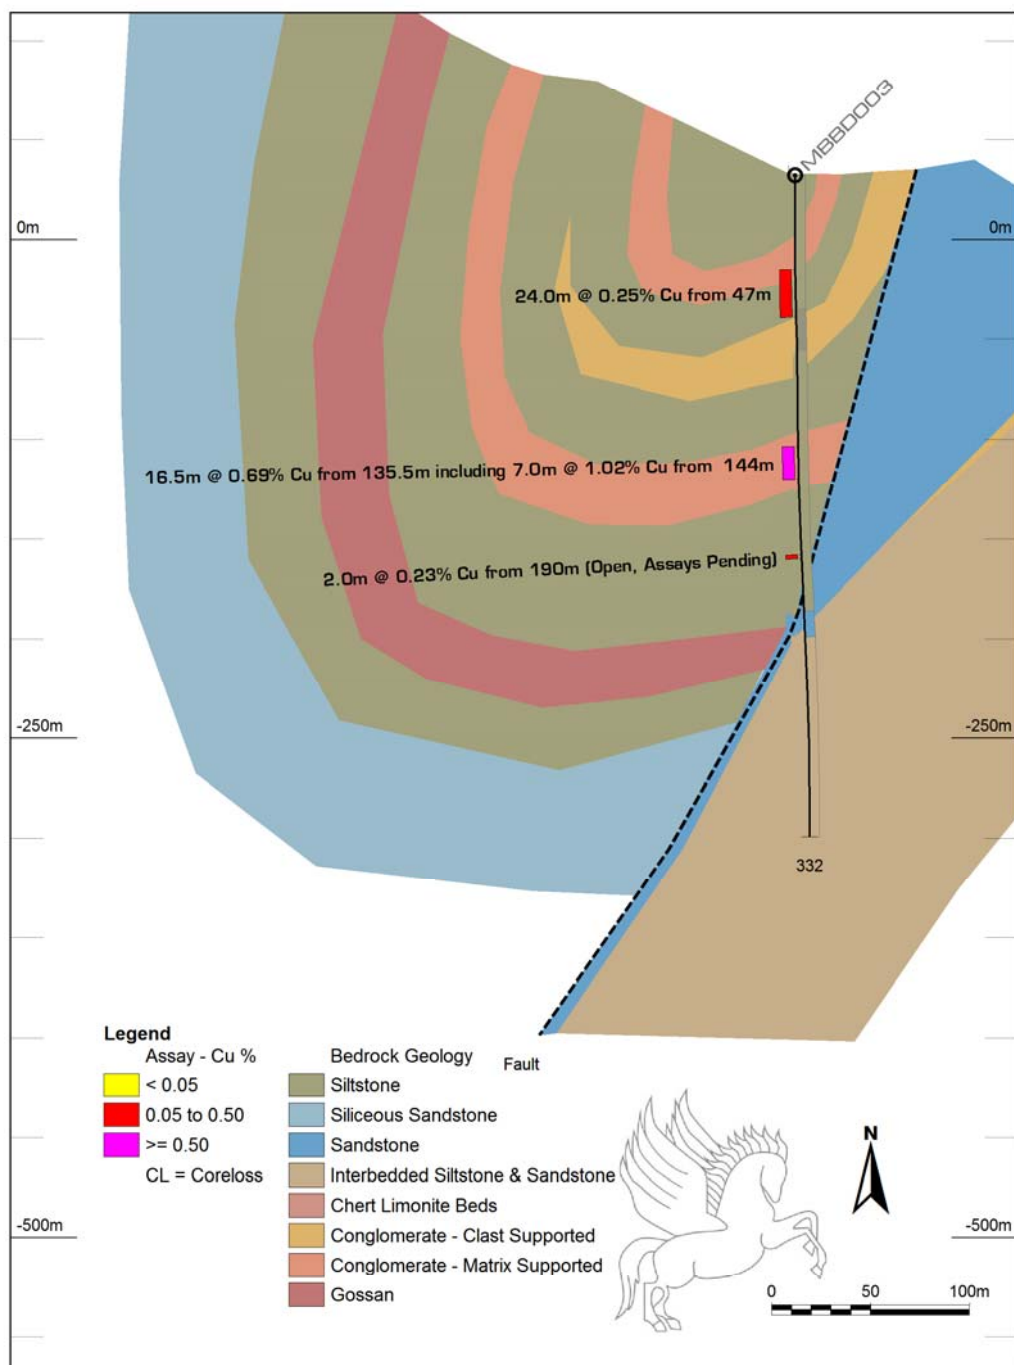 MBBD003
0m
0m
24.0m @ 0.25% Cu from 47m
16.5m @ 0.69% Cu from 135.5m including 7.0m @ 1.02% Cu from 144m
2.0m @ 0.23% Cu from 190m (Open, Assays Pending)
-250m
-250m
332
Legend
Assay - Cu %
< 0.05
0.05 to 0.50
>= 0.50
CL = Coreloss
Fault
Bedrock Geology
Siltstone
Siliceous Sandstone
Sandstone
Interbedded Siltstone & Sandstone
Chert Limonite Beds
Conglomerate - Clast Supported
Conglomerate - Matrix Supported
Gossan
N
-500m
-500m
0 50 100m